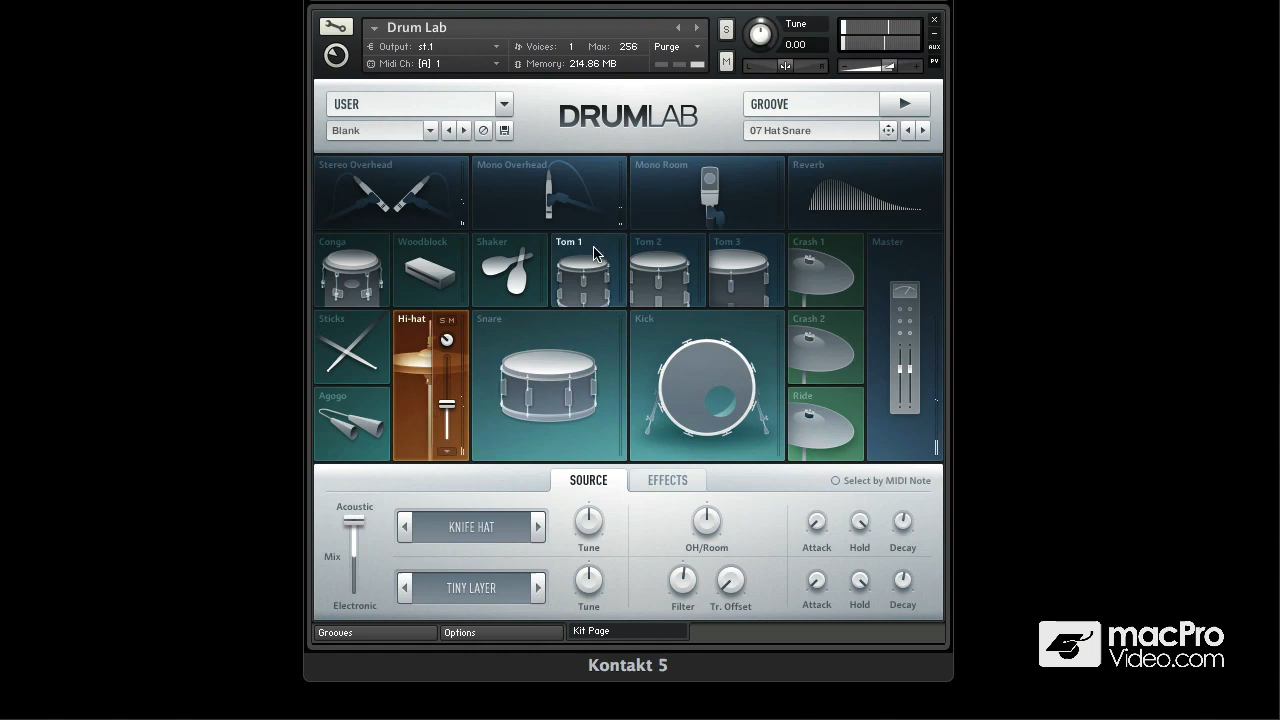 Drum Lab
S
Tune
Output: st.1
Voices: 1 Max: 256
Purge
0.00
AUX
Midi Ch: [A] 1
Memory: 214.86 MB
M
L
R
PV
USER
DRUMLAB
GROOVE
Blank
07 Hat Snare
Stereo Overhead
Mono Overhead
Mono Room
Reverb
Conga
Woodblock
Shaker
Tom 1
Tom 2
Tom 3
Crash 1
Master
Sticks
Hi-hat
S M
Snare
Kick
Crash 2
Agogo
Ride
SOURCE
EFFECTS
Select by MIDI Note
Acoustic
KNIFE HAT
Tune
OH/Room
Attack
Hold
Decay
Mix
TINY LAYER
Electronic
Tune
Filter
Tr. Offset
Attack
Hold
Decay
Grooves
Options
Kit Page
Kontakt 5
macPro
Video.com